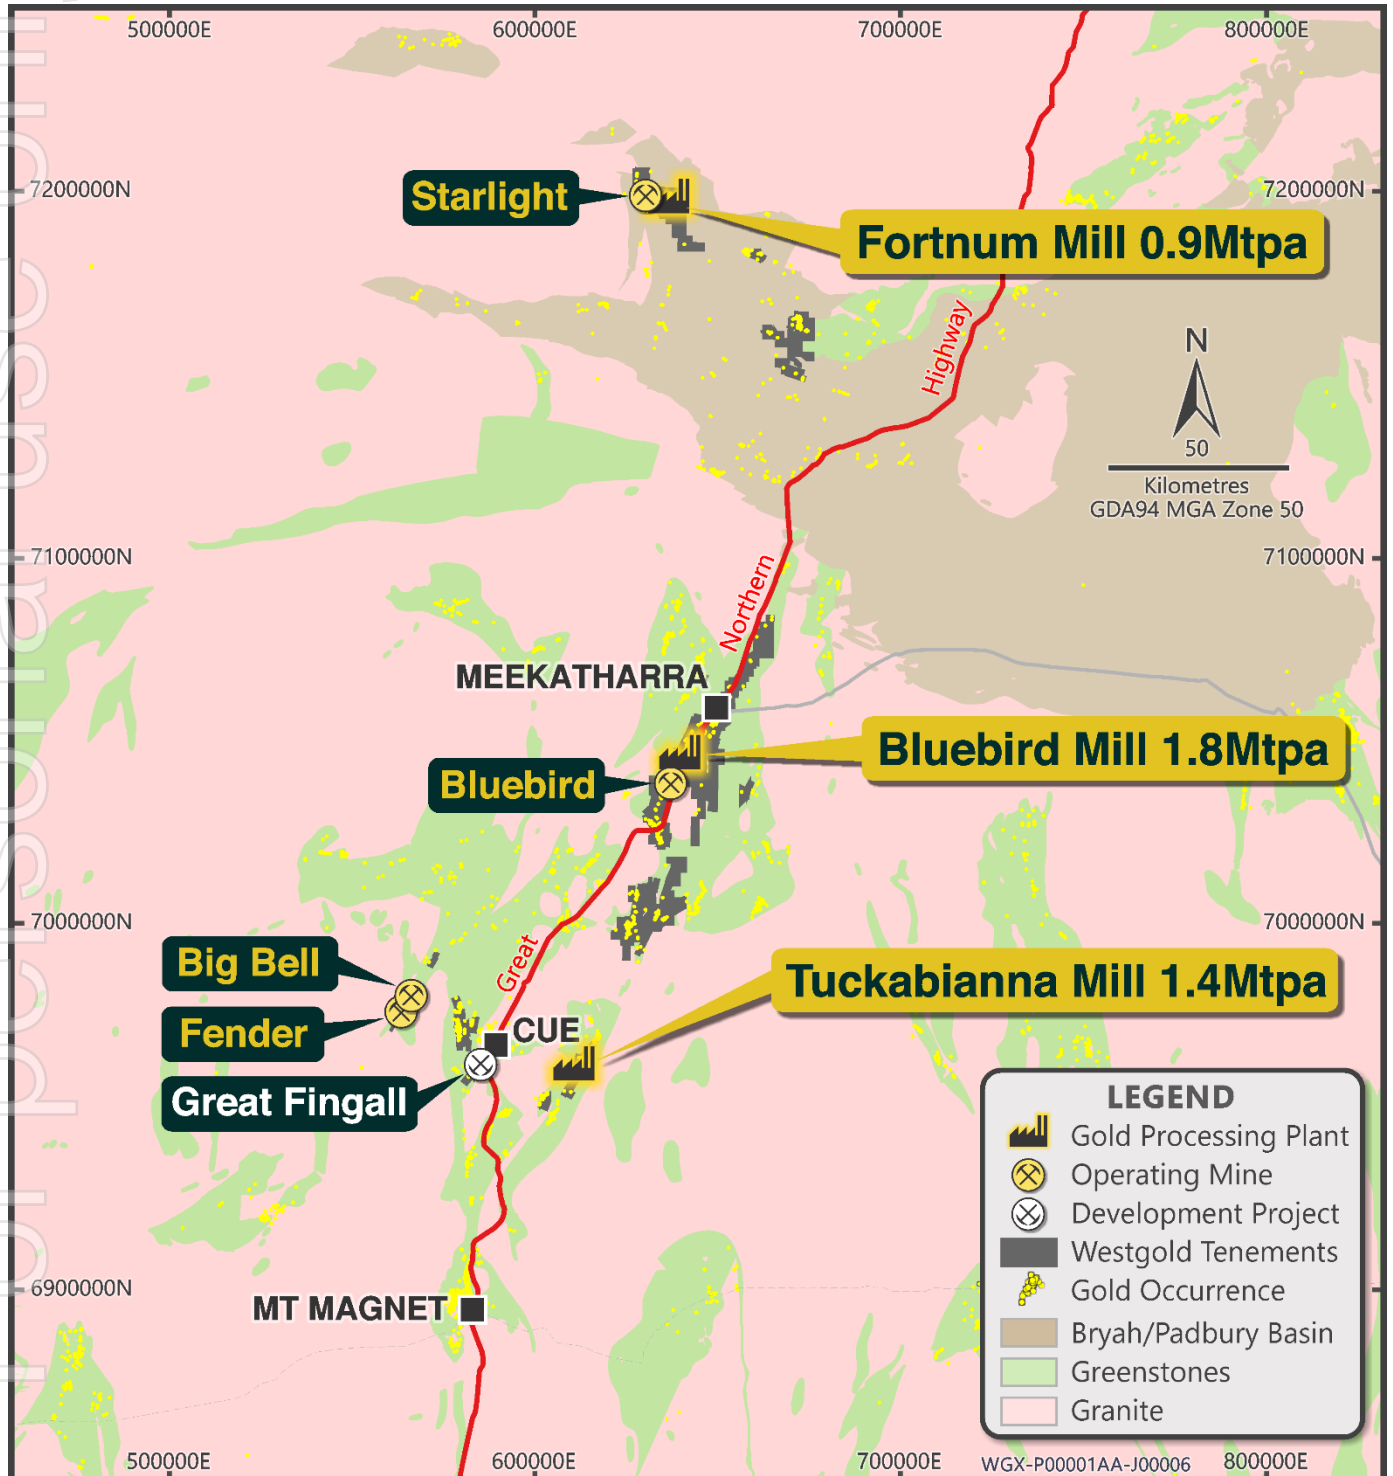 500000E 600000E 700000E 800000E
7200000N 7200000N
Starlight
Fortnum Mill 0.9Mtpa
Highway
N
50
Kilometres
GDA94 MGA Zone 50
7100000N 7100000N
Northern
MEEKATHARRA
Bluebird Mill 1.8Mtpa
Bluebird
7000000N 7000000N
Great
Big Bell
Tuckabianna Mill 1.4Mtpa
Fender
CUE
Great Fingall
LEGEND
Gold Processing Plant
Operating Mine
Development Project
Westgold Tenements
Gold Occurrence
Bryah/Padbury Basin
Greenstones
Granite
6900000N
MT MAGNET
500000E 600000E 700000E 800000E
WGX-P00001AA-J00006
personal use